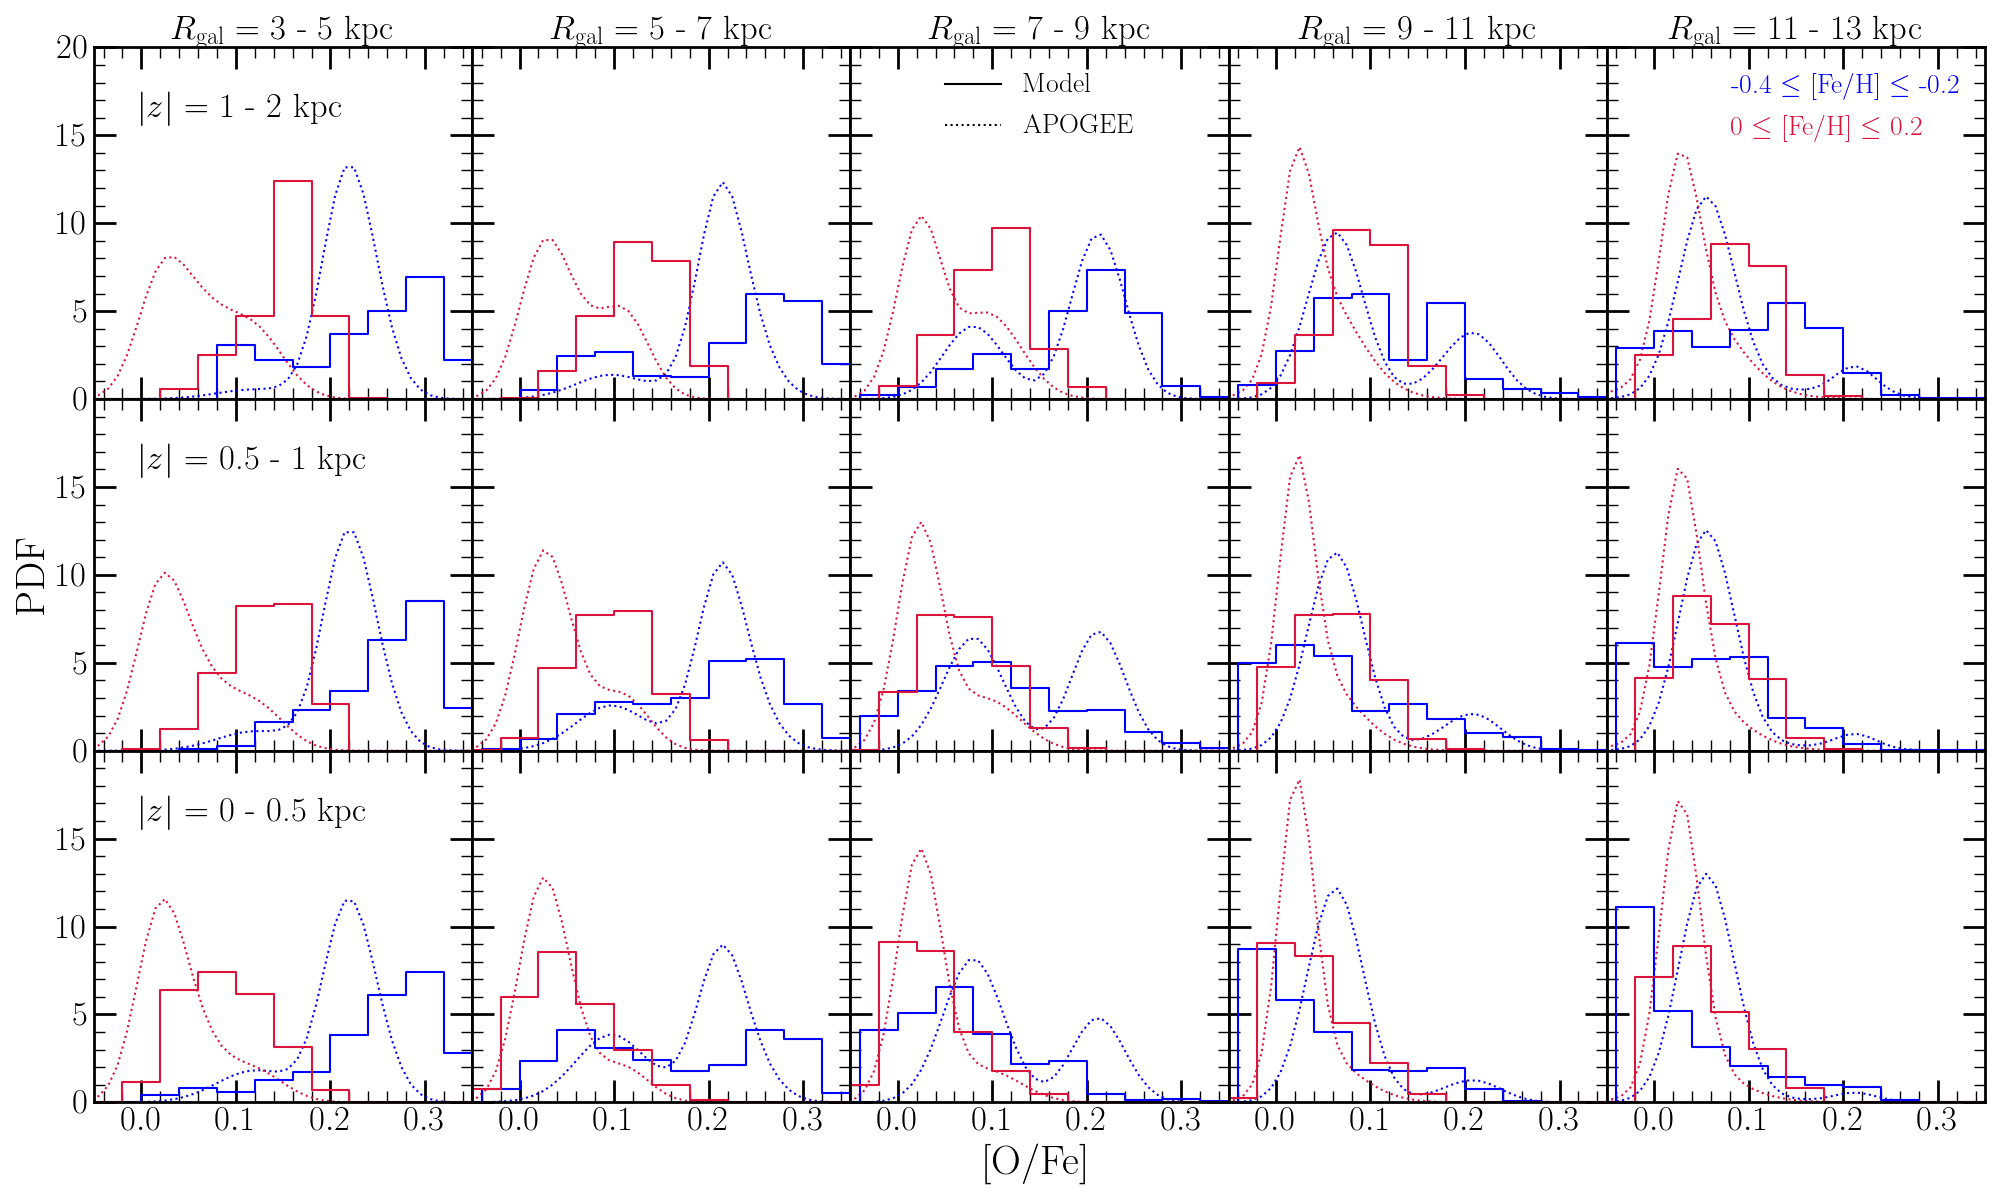 R_gal = 3 - 5 kpc R_gal = 5 - 7 kpc R_gal = 7 - 9 kpc R_gal = 9 - 11 kpc R_gal = 11 - 13 kpc
20
|z| = 1 - 2 kpc
Model
APOGEE
-0.4 ≤ [Fe/H] ≤ -0.2
0 ≤ [Fe/H] ≤ 0.2
15
10
5
0
|z| = 0.5 - 1 kpc
15
10
5
0
PDF
|z| = 0 - 0.5 kpc
15
10
5
0
0.0 0.1 0.2 0.3 0.0 0.1 0.2 0.3 0.0 0.1 0.2 0.3 0.0 0.1 0.2 0.3 0.0 0.1 0.2 0.3
[O/Fe]